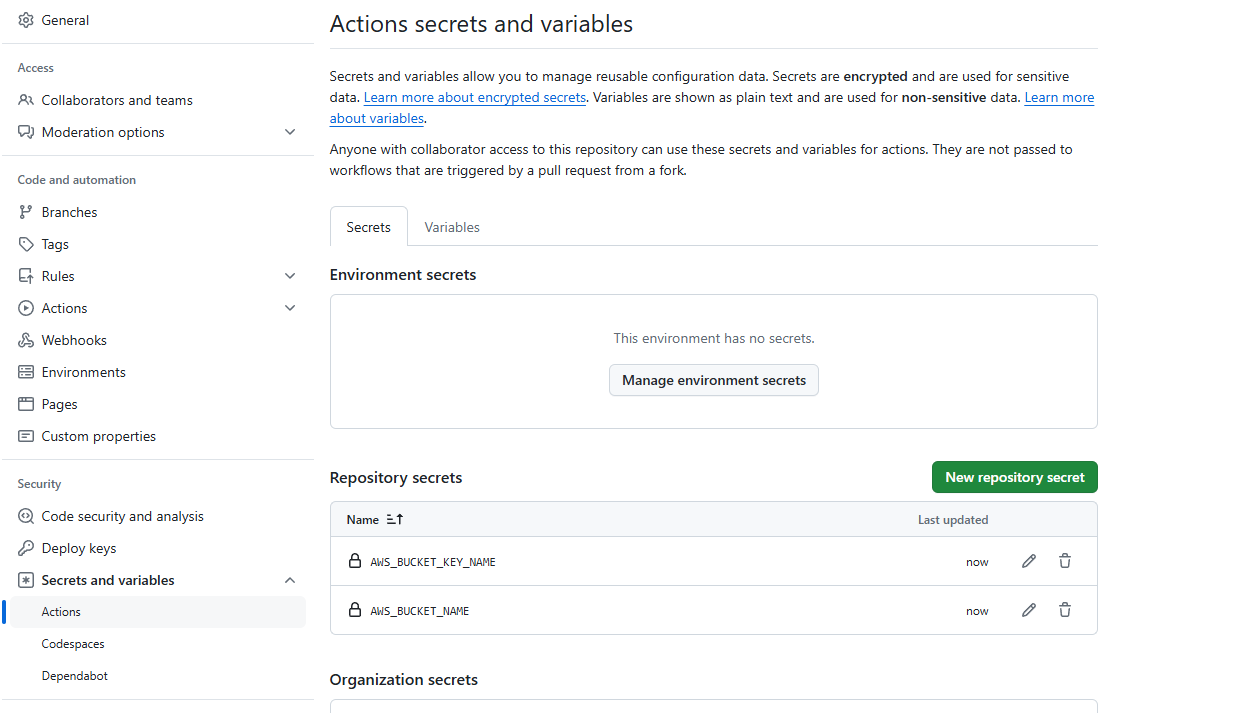 General
Access
Collaborators and teams
Moderation options
Code and automation
Branches
Tags
Rules
Actions
Webhooks
Environments
Pages
Custom properties
Security
Code security and analysis
Deploy keys
Secrets and variables
Actions
Codespaces
Dependabot
Actions secrets and variables
Secrets and variables allow you to manage reusable configuration data. Secrets are encrypted and are used for sensitive
data. Learn more about encrypted secrets. Variables are shown as plain text and are used for non-sensitive data. Learn more
about variables.
Anyone with collaborator access to this repository can use these secrets and variables for actions. They are not passed to
workflows that are triggered by a pull request from a fork.
Secrets Variables
Environment secrets
This environment has no secrets.
Manage environment secrets
Repository secrets New repository secret
Name Last updated
AWS_BUCKET_KEY_NAME now
AWS_BUCKET_NAME now
Organization secrets